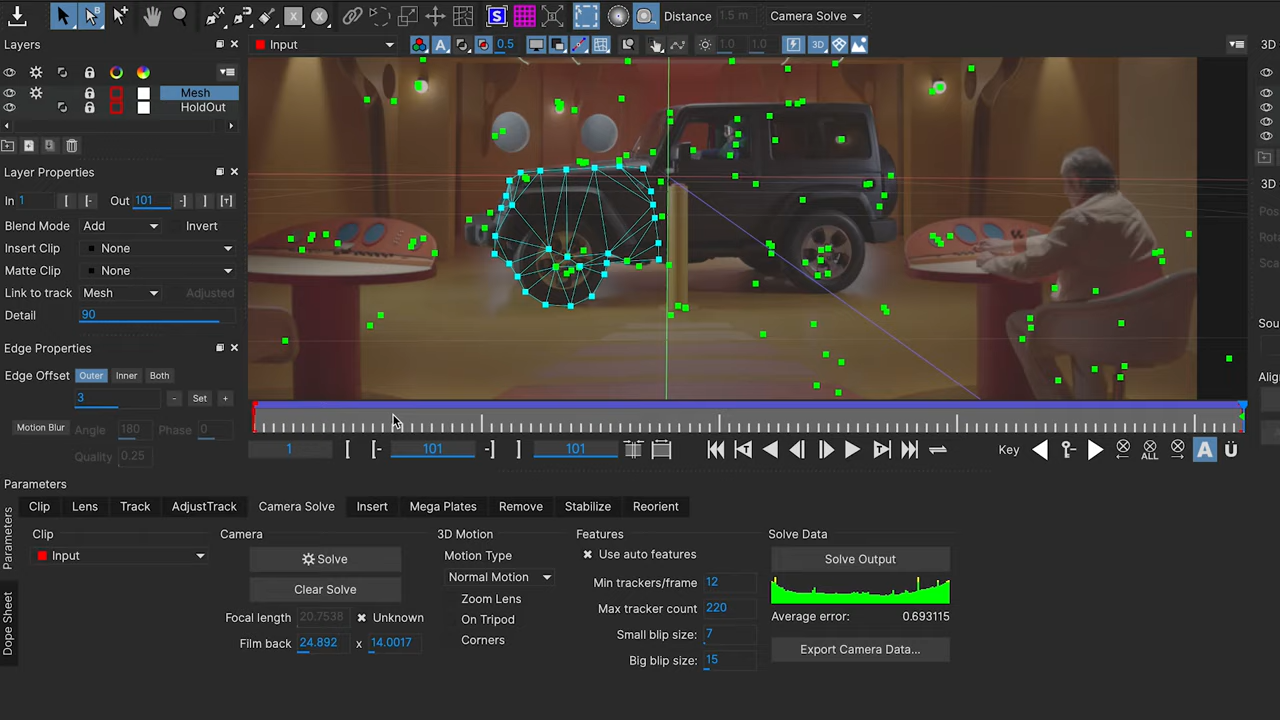 Distance 1.5 m Camera Solve
Layers
Input
0.5
1.0 1.0
3D
3D
Mesh
HoldOut
Layer Properties
3D
In 1 Out 101
Blend Mode Add Invert
Insert Clip None
Matte Clip None
Link to track Mesh Adjusted
Detail 90
Sou
Edge Properties
Edge Offset Outer Inner Both
Align
3 - Set +
Motion Blur Angle 180 Phase 0
Quality 0.25
1 101 101 Key ALL A Ü
Parameters
Clip Lens Track AdjustTrack Camera Solve Insert Mega Plates Remove Stabilize Reorient
Parameters
Dope Sheet
Clip
Input
Camera
Solve
Clear Solve
Focal length 20.7538 Unknown
Film back 24.892 x 14.0017
3D Motion
Motion Type
Normal Motion
Zoom Lens
On Tripod
Corners
Features
Use auto features
Min trackers/frame 12
Max tracker count 220
Small blip size: 7
Big blip size: 15
Solve Data
Solve Output
Average error: 0.693115
Export Camera Data...